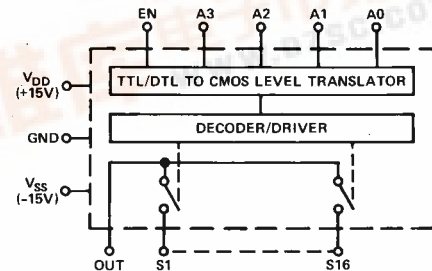 EN A3 A2 A1 A0
VDD
(+15V)
TTL/DTL TO CMOS LEVEL TRANSLATOR
GND
DECODER/DRIVER
VSS
(-15V)
OUT S1 S16